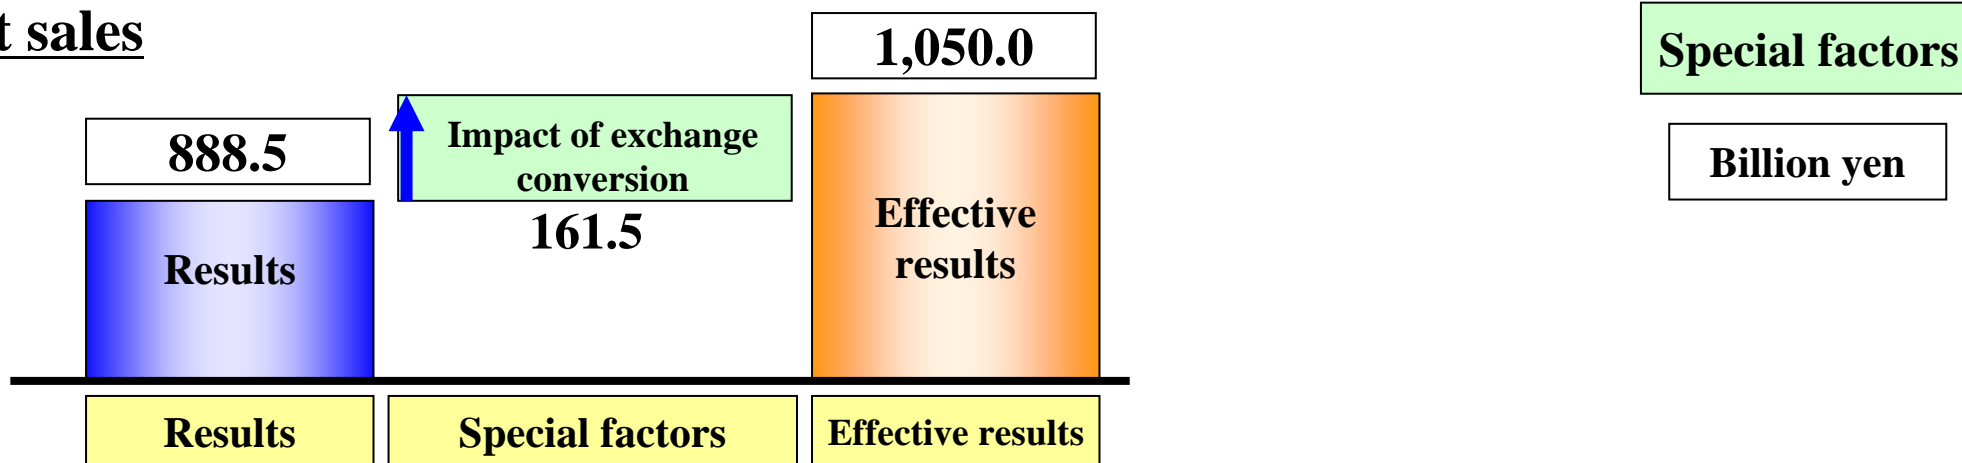 t sales
1,050.0
Special factors
888.5
Impact of exchange
conversion
Billion yen
161.5
Effective
results
Results
Results
Special factors
Effective results